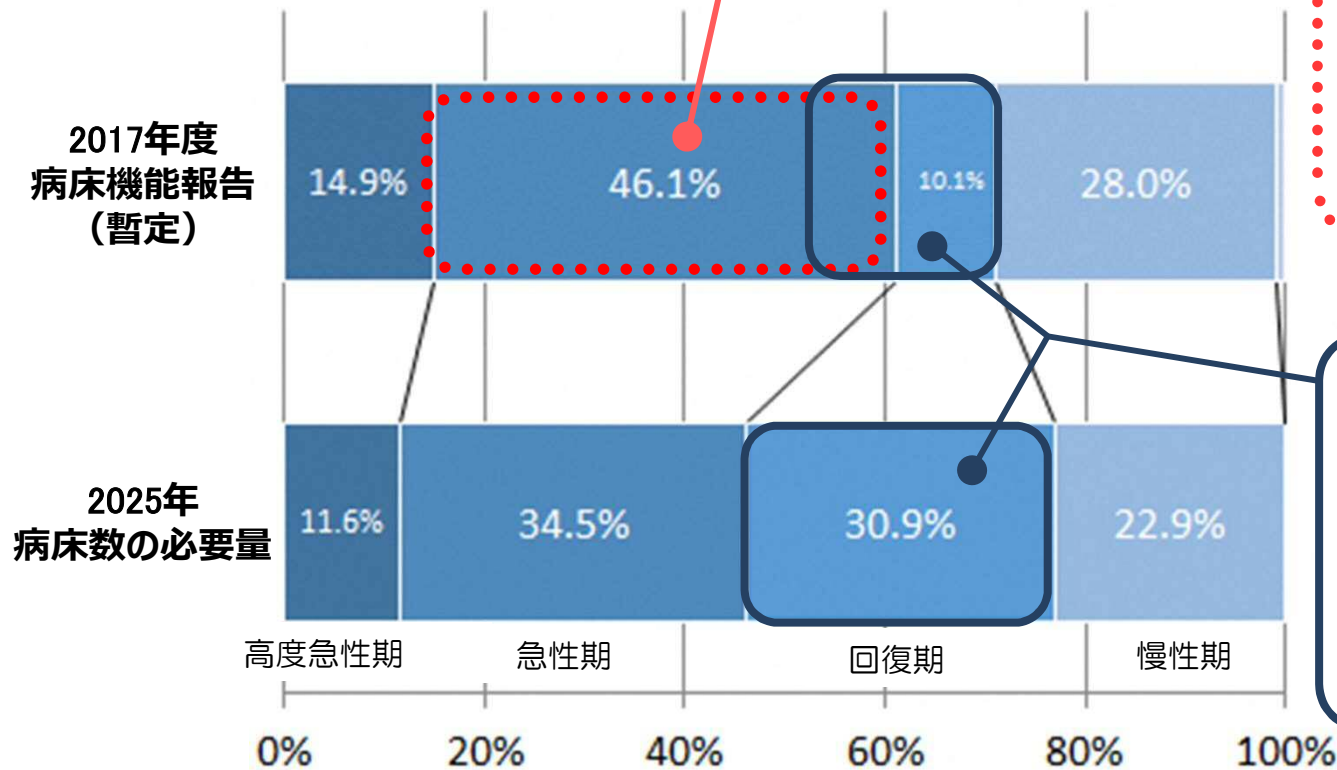 2017年度
病床機能報告
（暫定）
14.9%
46.1%
10.1%
28.0%
2025年
病床数の必要量
11.6%
34.5%
30.9%
22.9%
高度急性期
急性期
回復期
慢性期
0%
20%
40%
60%
80%
100%